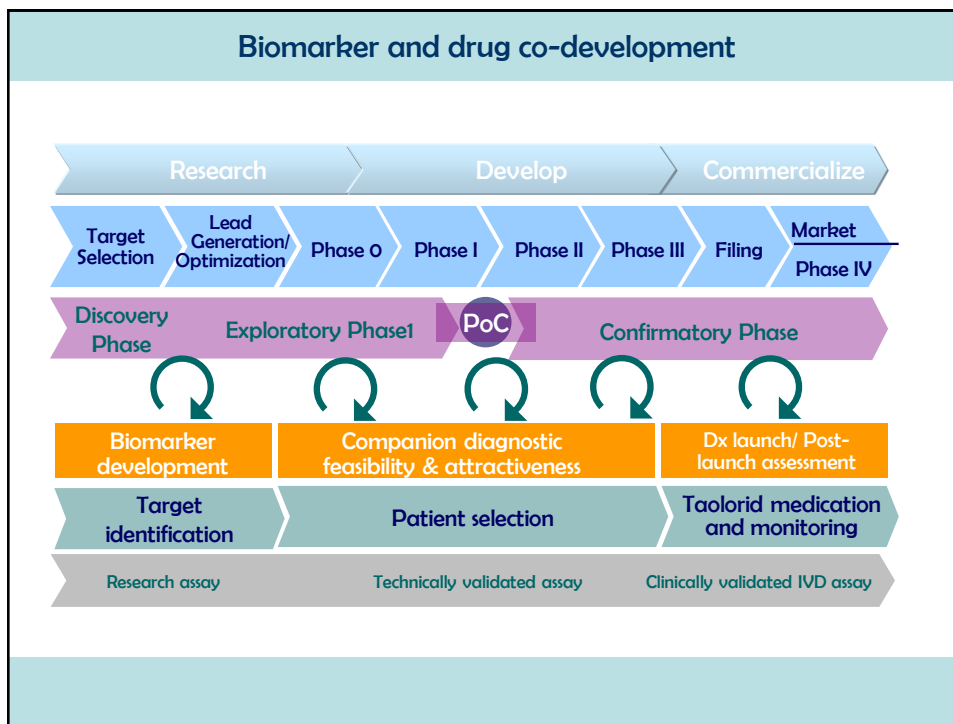 Biomarker and drug co-development
Research
Develop
Commercialize
Target
Selection
Lead
Generation/
Optimization
Phase 0
Phase I
Phase II
Phase III
Filing
Market
Phase IV
Discovery
Phase
Exploratory Phase1
PoC
Confirmatory Phase
Biomarker
development
Companion diagnostic
feasibility & attractiveness
Dx launch/ Post-
launch assessment
Target
identification
Patient selection
Taolorid medication
and monitoring
Research assay
Technically validated assay
Clinically validated IVD assay